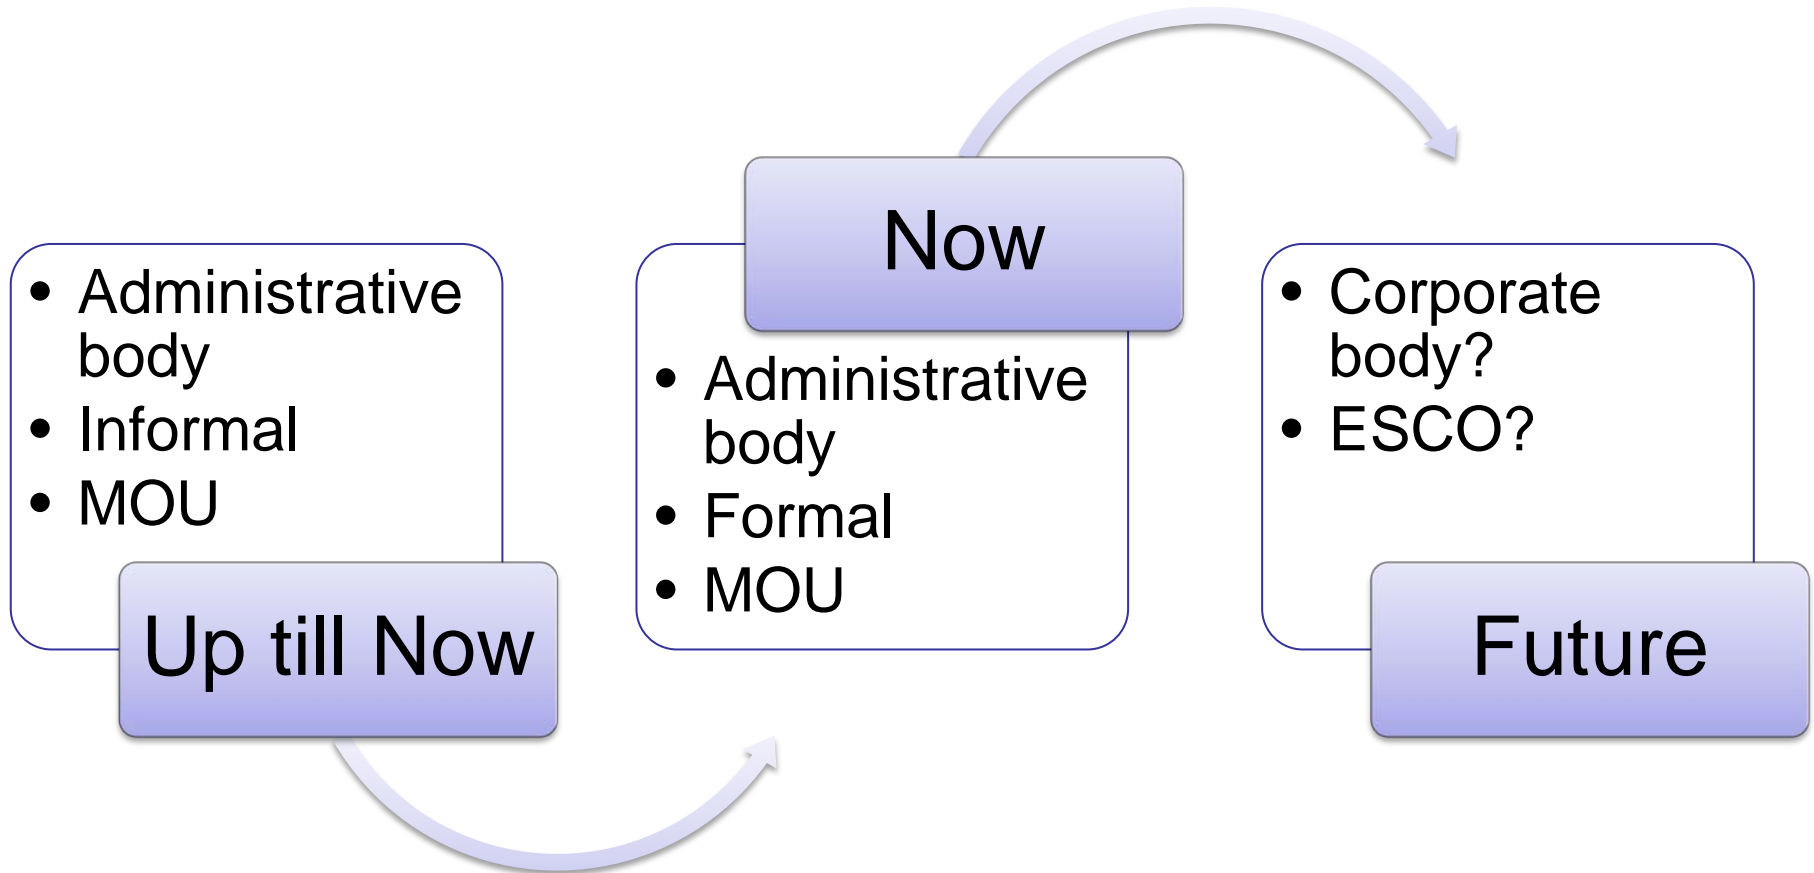 • Administrative
body
• Informal
• MOU
Up till Now
Now
• Administrative
body
• Formal
• MOU
• Corporate
body?
• ESCO?
Future